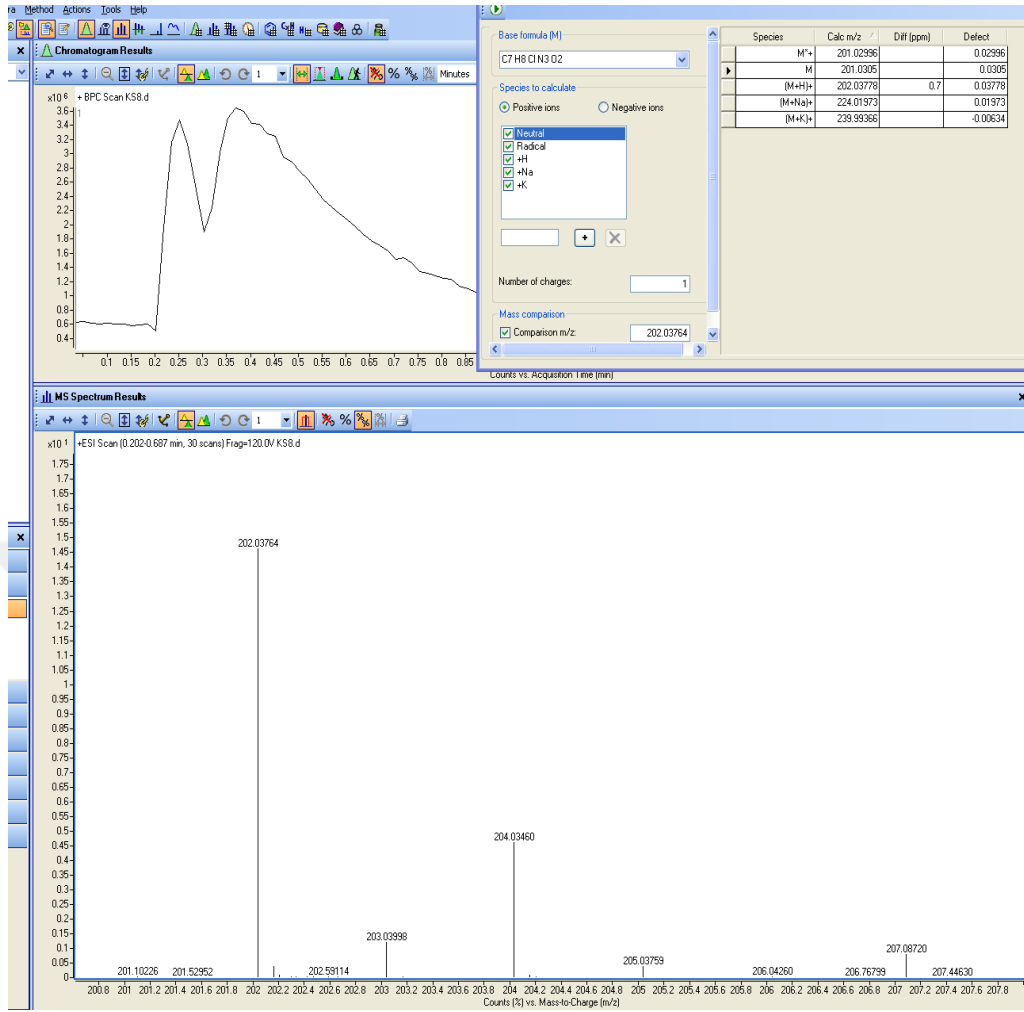 ra Method Actions Tools Help
Chromatogram Results
1 Minutes
x10 6 + BPC Scan KS8.d
1
3.6
3.4
3.2
3
2.8
2.6
2.4
2.2
2
1.8
1.6
1.4
1.2
1
0.8
0.6
0.4
0.1 0.15 0.2 0.25 0.3 0.35 0.4 0.45 0.5 0.55 0.6 0.65 0.7 0.75 0.8 0.85
Counts vs. Acquisition Time (min)
Base formula (M)
C7 H8 Cl N3 O2
Species to calculate
Positive ions Negative ions
Neutral
Radical
+H
+Na
+K
Number of charges: 1
Mass comparison
Comparison m/z: 202.03764
Species Calc m/z Diff (ppm) Defect
M*+ 201.02996 0.02996
M 201.0305 0.0305
(M+H)+ 202.03778 0.7 0.03778
(M+Na)+ 224.01973 0.01973
(M+K)+ 239.99366 -0.00634
MS Spectrum Results
1
x10 1 +ESI Scan (0.202-0.687 min, 30 scans) Frag=120.0V KS8.d
1.75
1.7
1.65
1.6
1.55
1.5
1.45
1.4
1.35
1.3
1.25
1.2
1.15
1.1
1.05
1
0.95
0.9
0.85
0.8
0.75
0.7
0.65
0.6
0.55
0.5
0.45
0.4
0.35
0.3
0.25
0.2
0.15
0.1
0.05
0
202.03764
204.03460
203.03998
207.08720
205.03759
201.10226 201.52952 202.59114 206.04260 206.76799 207.44630
200.8 201 201.2 201.4 201.6 201.8 202 202.2 202.4 202.6 202.8 203 203.2 203.4 203.6 203.8 204 204.2 204.4 204.6 204.8 205 205.2 205.4 205.6 205.8 206 206.2 206.4 206.6 206.8 207 207.2 207.4 207.6 207.8
Counts (%) vs. Mass-to-Charge (m/z)